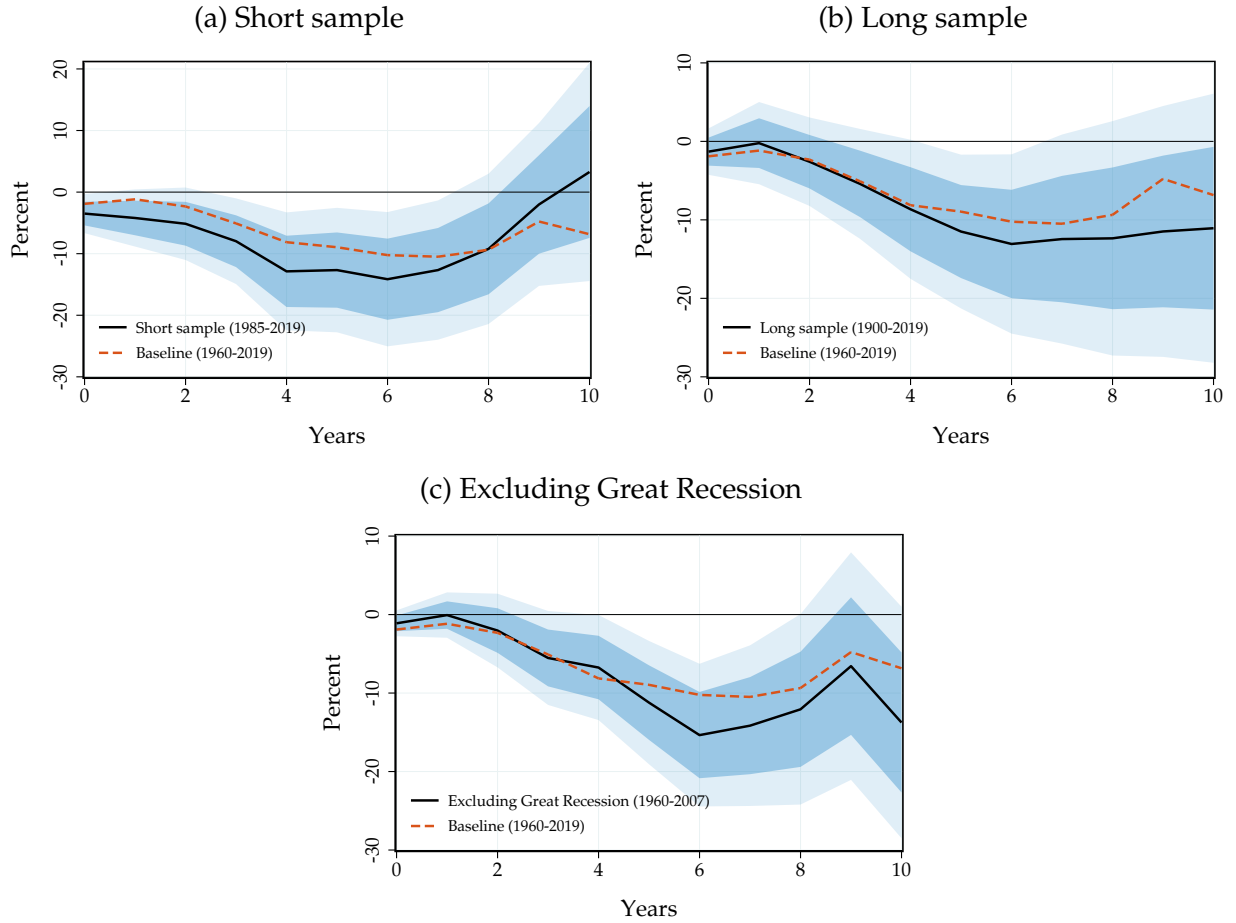 (a) Short sample
Percent
20
10
0
-10
-20
-30
Short sample (1985-2019)
Baseline (1960-2019)
0 2 4 6 8 10
Years
(b) Long sample
Percent
10
0
-10
-20
-30
Long sample (1900-2019)
Baseline (1960-2019)
0 2 4 6 8 10
Years
(c) Excluding Great Recession
Percent
10
0
-10
-20
-30
Excluding Great Recession (1960-2007)
Baseline (1960-2019)
0 2 4 6 8 10
Years